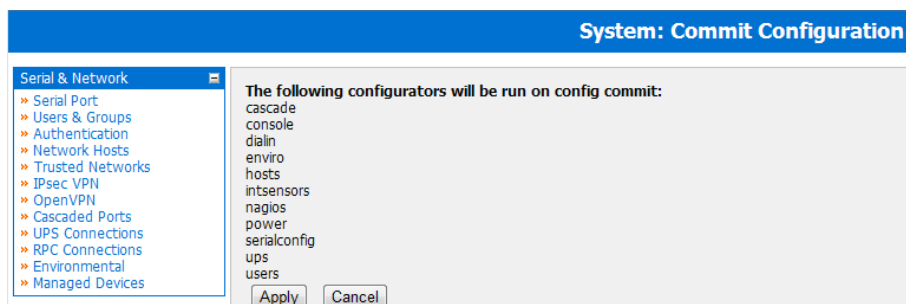 System: Commit Configuration
Serial & Network
» Serial Port
» Users & Groups
» Authentication
» Network Hosts
» Trusted Networks
» IPsec VPN
» OpenVPN
» Cascaded Ports
» UPS Connections
» RPC Connections
» Environmental
» Managed Devices
The following configurators will be run on config commit:
cascade
console
dialin
enviro
hosts
intsensors
nagios
power
serialconfig
ups
users
Apply Cancel